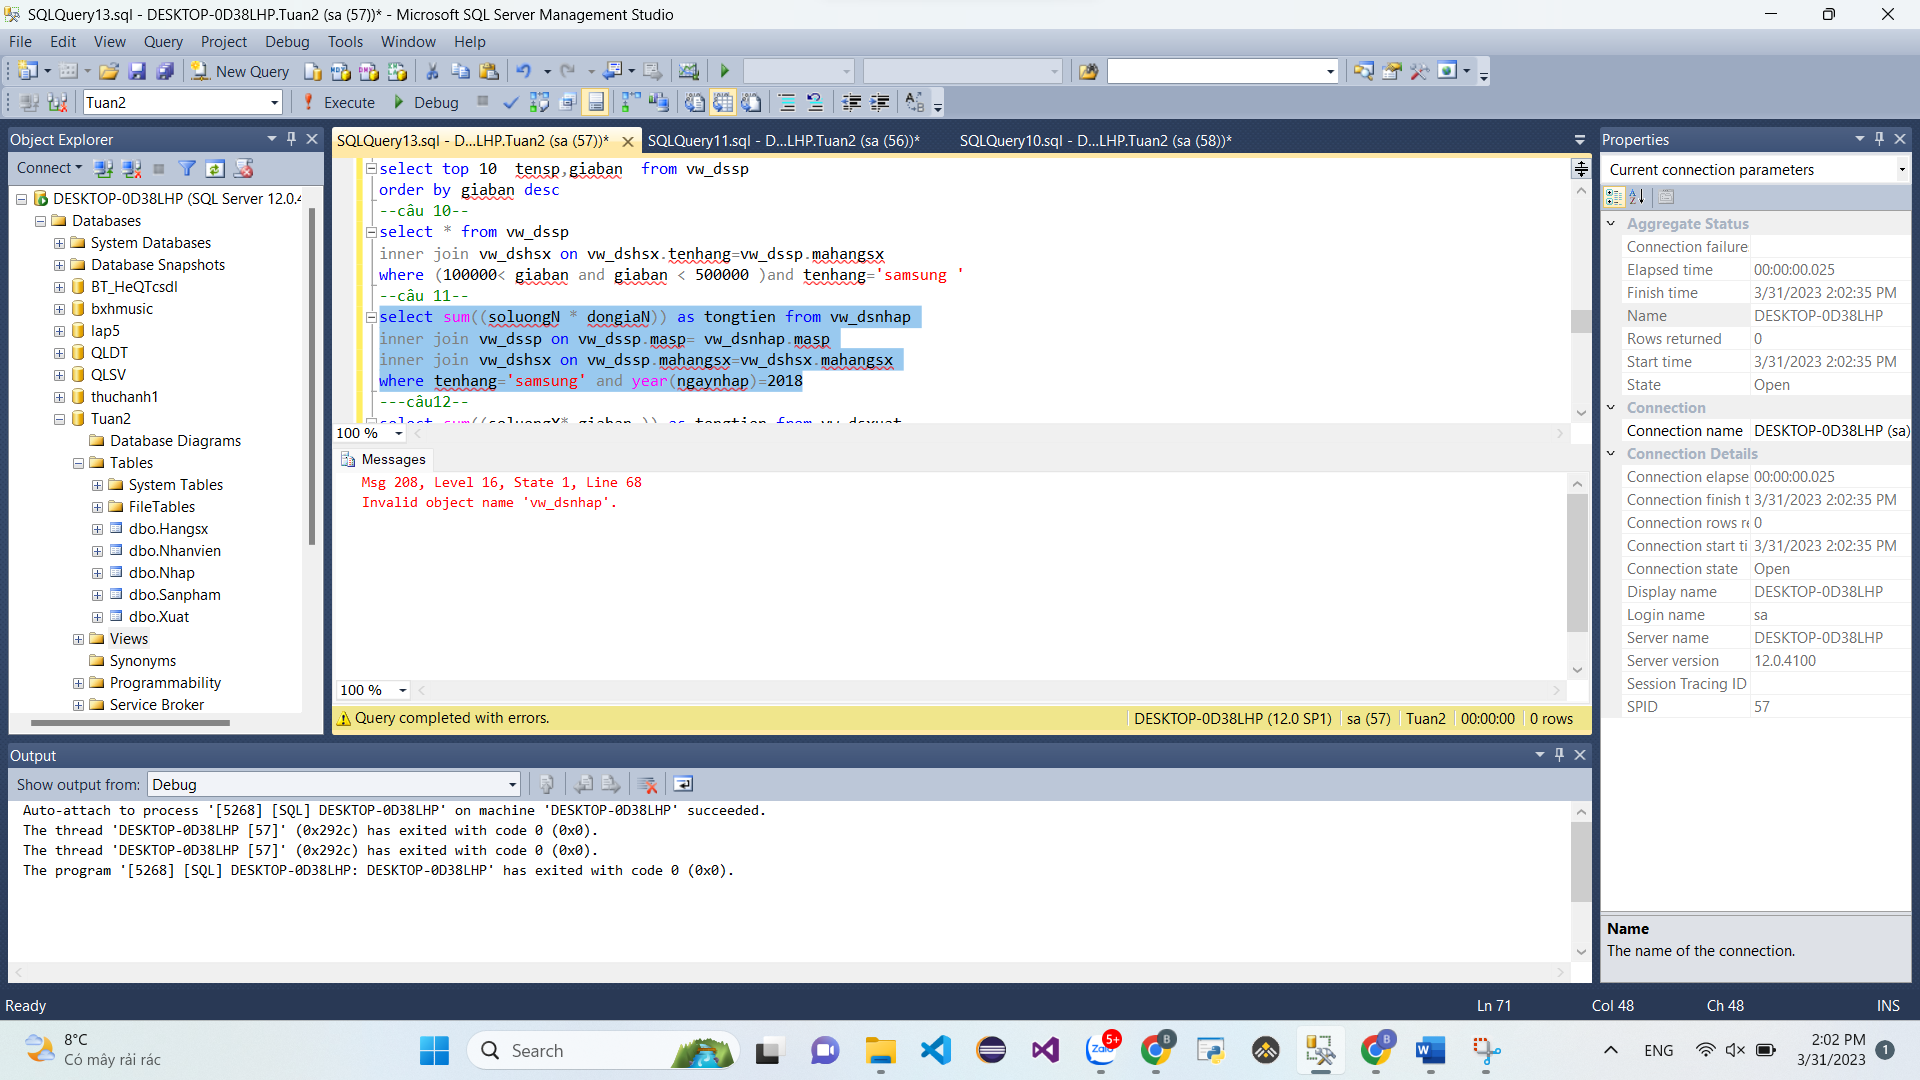 SQLQuery13.sql - DESKTOP-0D38LHP.Tuan2 (sa (57))* - Microsoft SQL Server Management Studio
File Edit View Query Project Debug Tools Window Help
New Query
Tuan2 Execute Debug
Object Explorer
Connect
DESKTOP-0D38LHP (SQL Server 12.0.4
Databases
System Databases
Database Snapshots
BT_HeQTcsdl
bxhmusic
lap5
QLDT
QLSV
thuchanh1
Tuan2
Database Diagrams
Tables
System Tables
FileTables
dbo.Hangsx
dbo.Nhanvien
dbo.Nhap
dbo.Sanpham
dbo.Xuat
Views
Synonyms
Programmability
Service Broker
SQLQuery13.sql - D...LHP.Tuan2 (sa (57))* SQLQuery11.sql - D...LHP.Tuan2 (sa (56))* SQLQuery10.sql - D...LHP.Tuan2 (sa (58))*
select top 10  tensp,giaban  from vw_dssp
order by giaban desc
--câu 10--
select * from vw_dssp
inner join vw_dshsx on vw_dshsx.tenhang=vw_dssp.mahangsx
where (100000< giaban and giaban < 500000 )and tenhang='samsung '
--câu 11--
select sum((soluongN * dongiaN)) as tongtien from vw_dsnhap
inner join vw_dssp on vw_dssp.masp= vw_dsnhap.masp
inner join vw_dshsx on vw_dssp.mahangsx=vw_dshsx.mahangsx
where tenhang='samsung' and year(ngaynhap)=2018
---câu12--
select sum((soluongX* giaban )) as tongtien from vw_dsxuat
100 %
Messages
Msg 208, Level 16, State 1, Line 68
Invalid object name 'vw_dsnhap'.
100 %
Query completed with errors. DESKTOP-0D38LHP (12.0 SP1) sa (57) Tuan2 00:00:00 0 rows
Properties
Current connection parameters
Aggregate Status
Connection failure
Elapsed time 00:00:00.025
Finish time 3/31/2023 2:02:35 PM
Name DESKTOP-0D38LHP
Rows returned 0
Start time 3/31/2023 2:02:35 PM
State Open
Connection
Connection name DESKTOP-0D38LHP (sa)
Connection Details
Connection elapse 00:00:00.025
Connection finish t 3/31/2023 2:02:35 PM
Connection rows re 0
Connection start ti 3/31/2023 2:02:35 PM
Connection state Open
Display name DESKTOP-0D38LHP
Login name sa
Server name DESKTOP-0D38LHP
Server version 12.0.4100
Session Tracing ID
SPID 57
Name
The name of the connection.
Output
Show output from: Debug
Auto-attach to process '[5268] [SQL] DESKTOP-0D38LHP' on machine 'DESKTOP-0D38LHP' succeeded.
The thread 'DESKTOP-0D38LHP [57]' (0x292c) has exited with code 0 (0x0).
The thread 'DESKTOP-0D38LHP [57]' (0x292c) has exited with code 0 (0x0).
The program '[5268] [SQL] DESKTOP-0D38LHP: DESKTOP-0D38LHP' has exited with code 0 (0x0).
Ready Ln 71 Col 48 Ch 48 INS
8°C
Có mây rải rác
Search
Zalo 5+
B
B
ENG
2:02 PM
3/31/2023
1